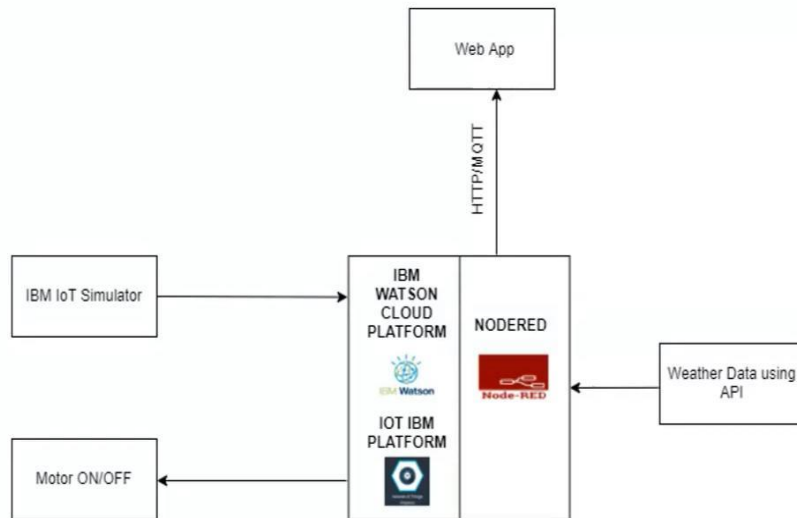 Web App
HTTP/MQTT
IBM IoT Simulator
IBM
WATSON
CLOUD
PLATFORM
NODERED
IBM Watson
Node-RED
Weather Data using
API
IOT IBM
PLATFORM
Motor ON/OFF